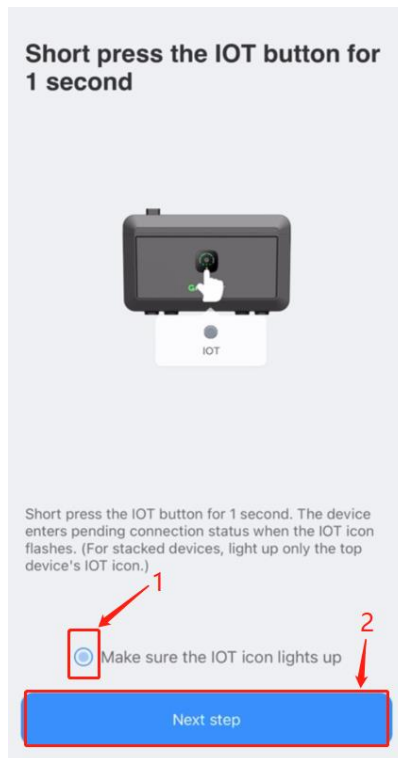 Short press the IOT button for
1 second
IOT
Short press the IOT button for 1 second. The device
enters pending connection status when the IOT icon
flashes. (For stacked devices, light up only the top
device's IOT icon.)
1
2
Make sure the IOT icon lights up
Next step